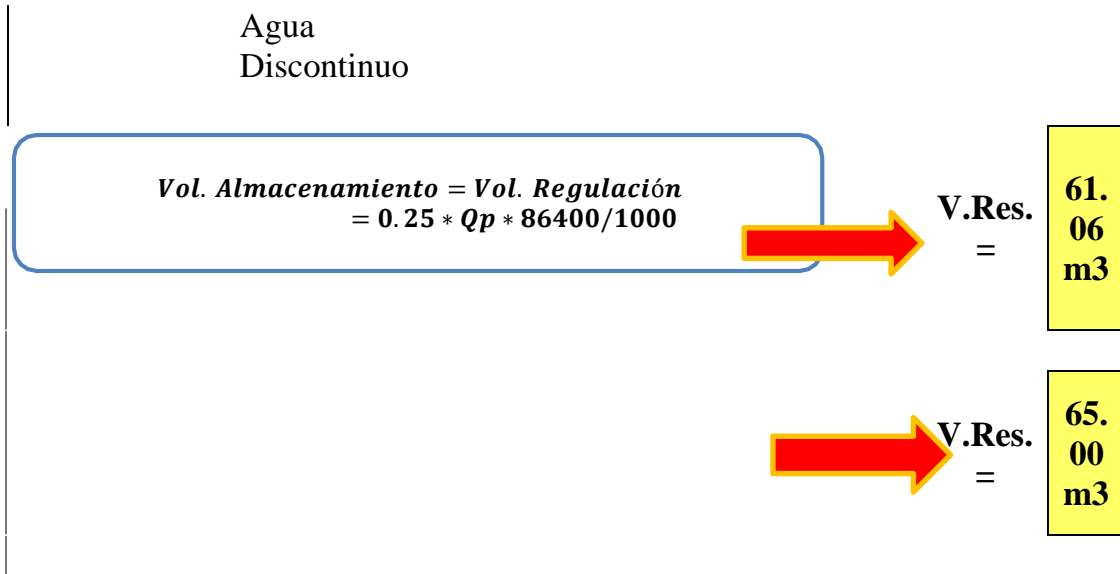 Agua
Discontinuo
Vol. Almacenamiento = Vol. Regulación
= 0.25 * Qp * 86400/1000
V.Res.
=
61.
06
m3
V.Res.
=
65.
00
m3